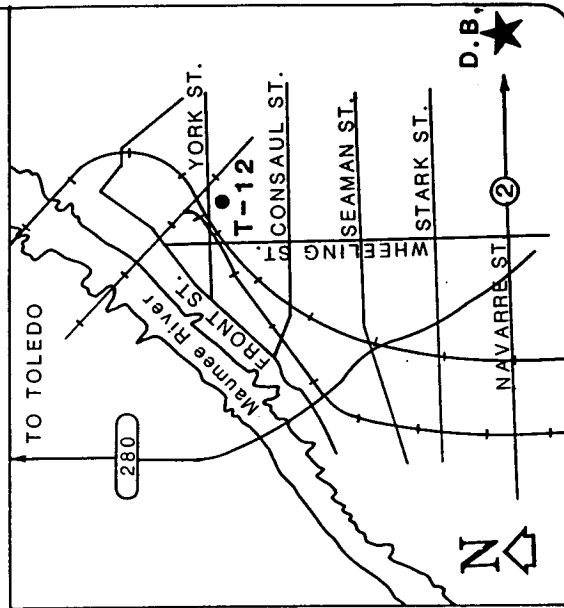 TO TOLEDO
280
Maumee River
FRONT ST.
YORK ST.
T-12
CONSAUL ST.
SEAMAN ST.
STARK ST.
WHEELING ST.
NAVARRE ST.
2
D.B.
N